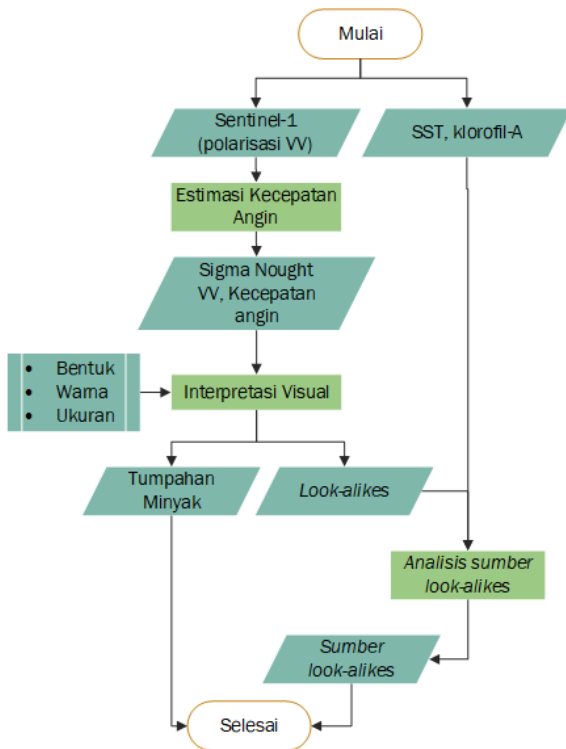 Mulai
Sentinel-1
(polarisasi VV)
SST, klorofil-A
Estimasi Kecepatan
Angin
Sigma Nought
VV, Kecepatan
angin
• Bentuk
• Warna
• Ukuran
Interpretasi Visual
Tumpahan
Minyak
Look-alikes
Analisis sumber
look-alikes
Sumber
look-alikes
Selesai